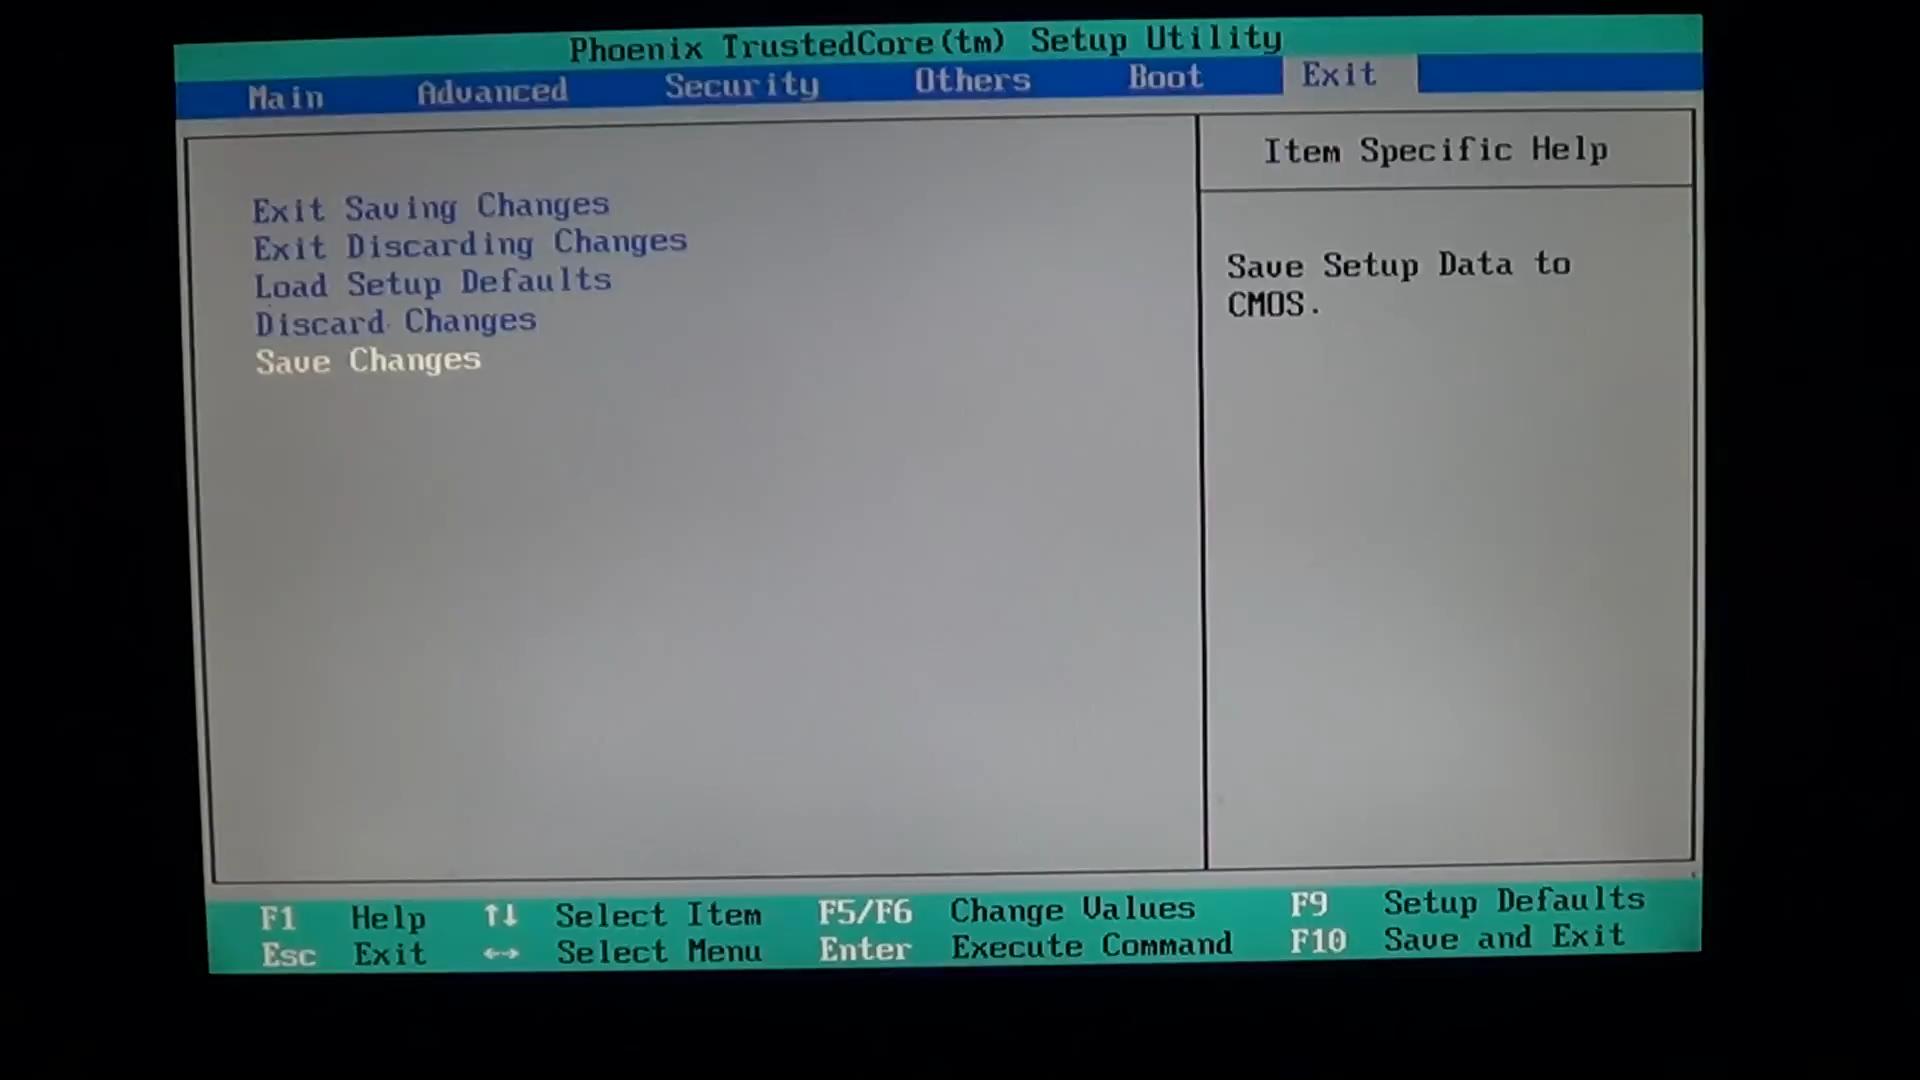 Phoenix TrustedCore(tm) Setup Utility
Main Advanced Security Others Boot Exit
Item Specific Help
Exit Saving Changes
Exit Discarding Changes
Load Setup Defaults
Discard Changes
Save Changes
Save Setup Data to
CMOS.
F1 Help ↑↓ Select Item F5/F6 Change Values F9 Setup Defaults
Esc Exit ↔ Select Menu Enter Execute Command F10 Save and Exit